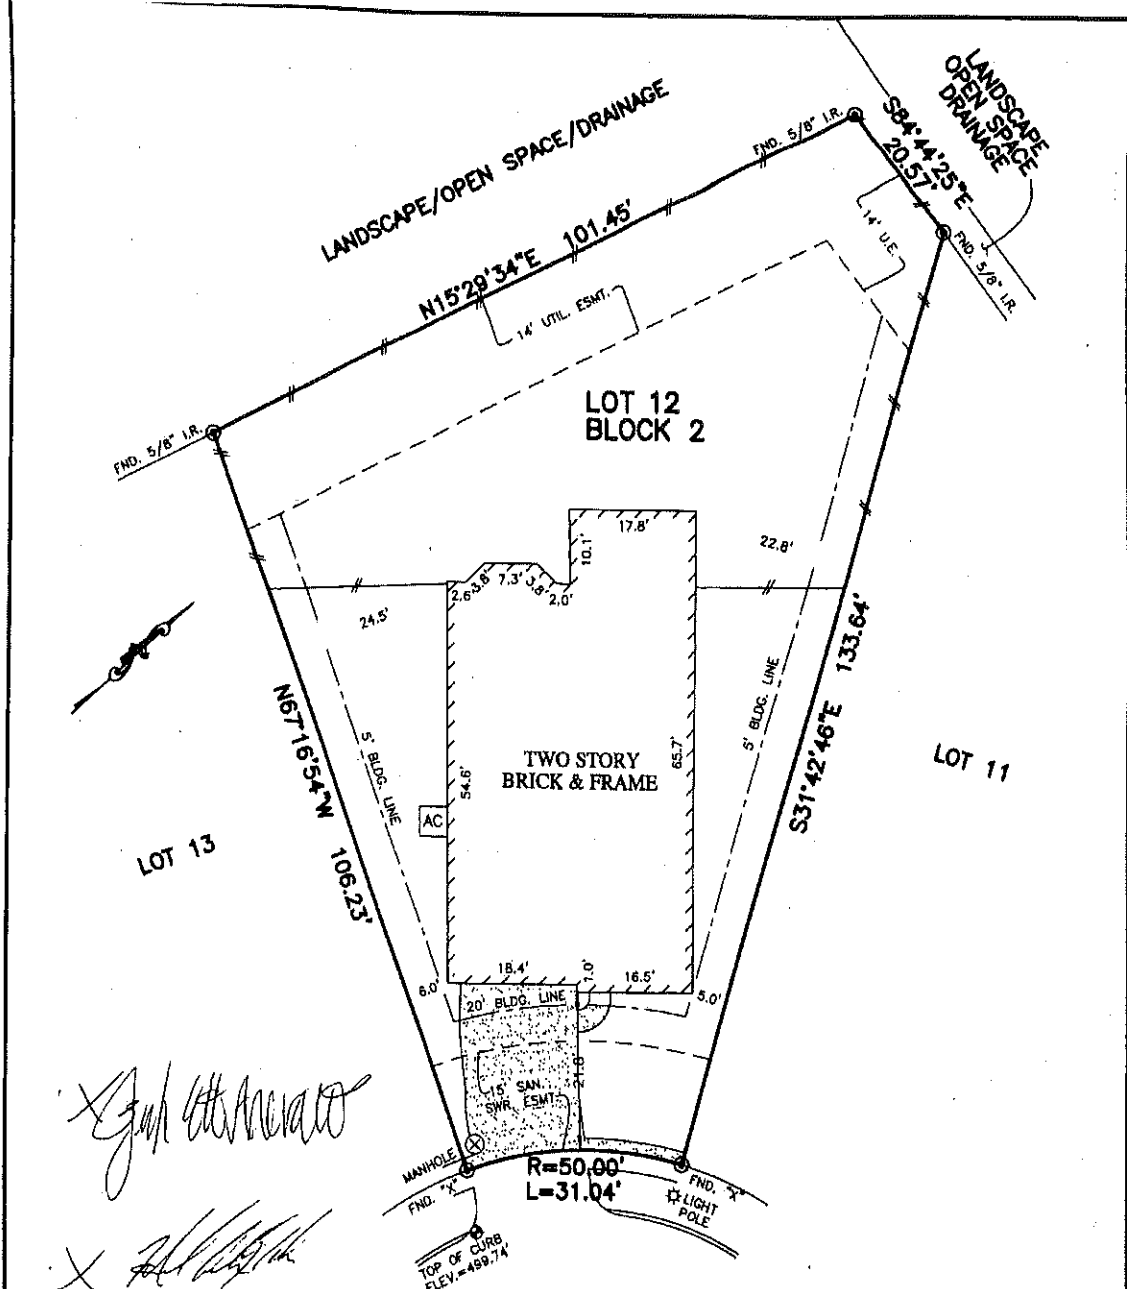 LANDSCAPE/OPEN SPACE/DRAINAGE
LANDSCAPE
OPEN SPACE
DRAINAGE
FND. 5/8" I.R.
S84°44'25"E
20.57'
N15°29'34"E 101.45'
14' UTIL. ESMT.
14' U.E.
FND. 5/8" I.R.
FND. 5/8" I.R.
LOT 12
BLOCK 2
17.8'
10.1'
22.8'
2.6'
3.8'
7.3'
3.8'
2.0'
24.5'
N67°16'54"W 106.23'
5' BLDG. LINE
54.6'
AC
TWO STORY
BRICK & FRAME
65.7'
5' BLDG. LINE
S31°42'46"E 133.64'
LOT 11
LOT 13
18.4'
1.0'
16.5'
6.0'
20' BLDG. LINE
5.0'
15' SAN.
SWR. ESMT.
21.8
MANHOLE
FND. "X"
R=50.00'
L=31.04'
FND. "X"
LIGHT
POLE
TOP OF CURB
ELEV.=499.74'
X
X